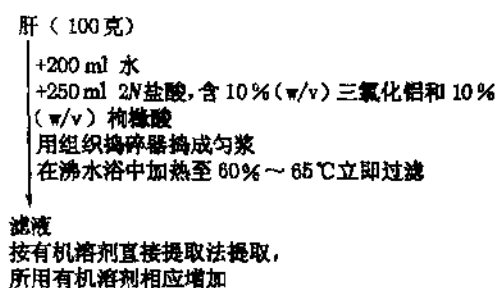 肝（100克）
+200 ml 水
+250 ml 2N盐酸，含10%(w/v)三氯化铝和10%
（w/v）枸橼酸
用组织捣碎器捣成匀浆
在沸水浴中加热至60%～65℃立即过滤
滤液
按有机溶剂直接提取法提取，
所用有机溶剂相应增加